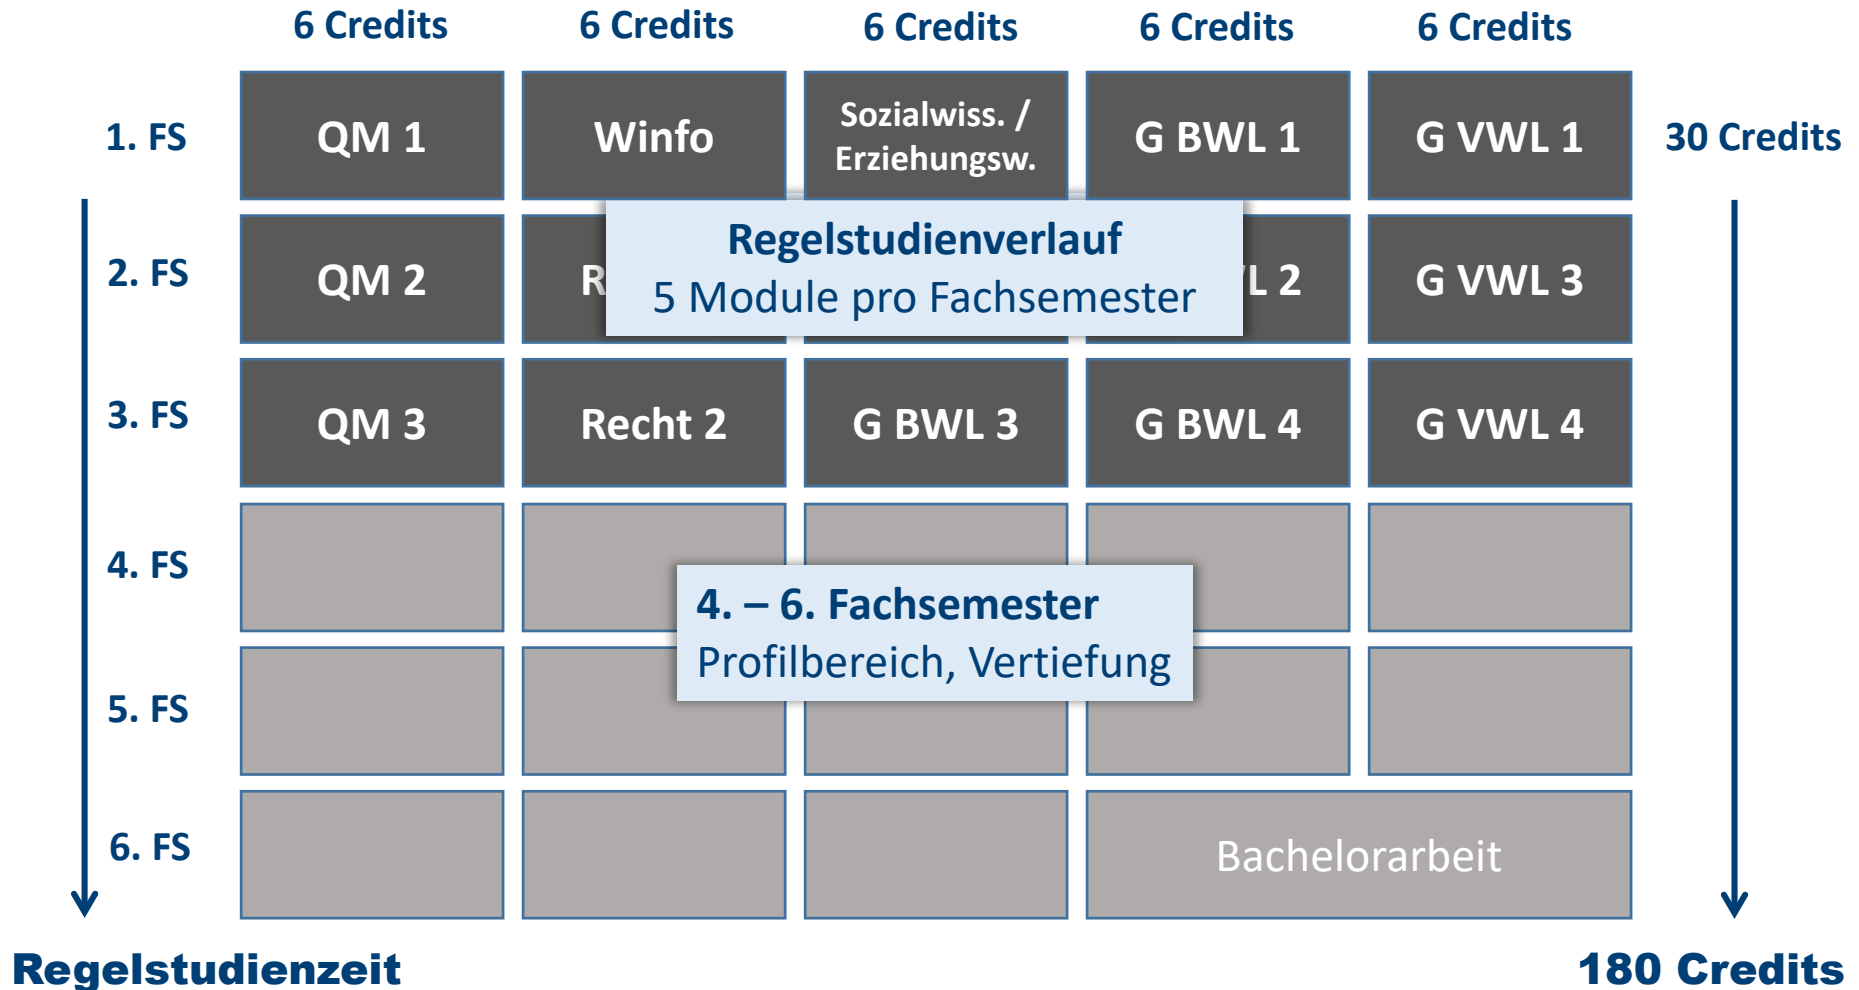 6 Credits 6 Credits 6 Credits 6 Credits 6 Credits
1. FS QM 1 Winfo Sozialwiss. / Erziehungsw. G BWL 1 G VWL 1 30 Credits
Regelstudienverlauf
5 Module pro Fachsemester
2. FS QM 2 L 2 G VWL 3
3. FS QM 3 Recht 2 G BWL 3 G BWL 4 G VWL 4
4. FS
4. – 6. Fachsemester
Profilbereich, Vertiefung
5. FS
6. FS Bachelorarbeit
Regelstudienzeit 180 Credits